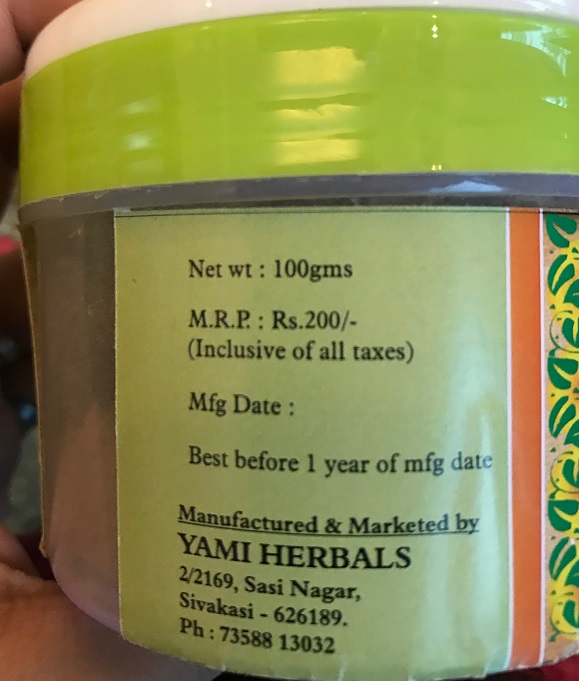 Net wt : 100gms
M.R.P. : Rs.200/-
(Inclusive of all taxes)
Mfg Date :
Best before 1 year of mfg date
Manufactured & Marketed by
YAMI HERBALS
2/2169, Sasi Nagar,
Sivakasi - 626189.
Ph : 73588 13032